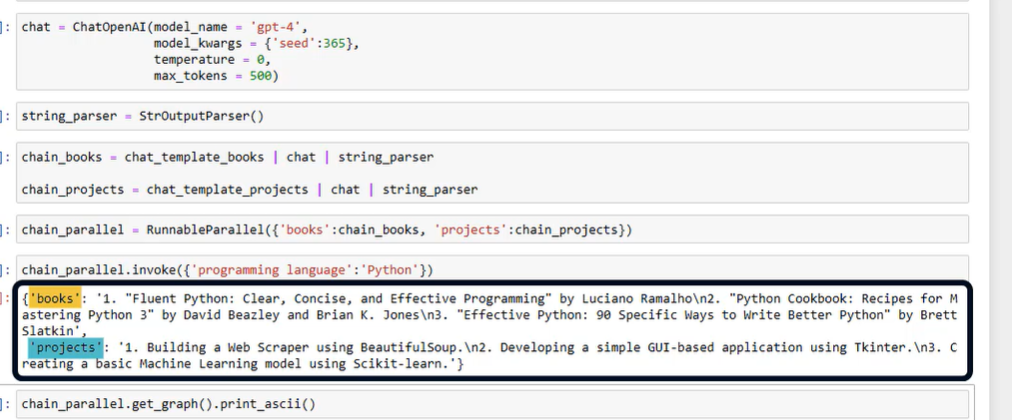 ]: chat = ChatOpenAI(model_name = 'gpt-4',
model_kwargs = {'seed':365},
temperature = 0,
max_tokens = 500)
]: string_parser = StrOutputParser()
]: chain_books = chat_template_books | chat | string_parser
chain_projects = chat_template_projects | chat | string_parser
]: chain_parallel = RunnableParallel({'books':chain_books, 'projects':chain_projects})
]: chain_parallel.invoke({'programming language':'Python'})
]: {'books': '1. "Fluent Python: Clear, Concise, and Effective Programming" by Luciano Ramalho\n2. "Python Cookbook: Recipes for M
astering Python 3" by David Beazley and Brian K. Jones\n3. "Effective Python: 90 Specific Ways to Write Better Python" by Brett
Slatkin',
'projects': '1. Building a Web Scraper using BeautifulSoup.\n2. Developing a simple GUI-based application using Tkinter.\n3. C
reating a basic Machine Learning model using Scikit-learn.'}
]: chain_parallel.get_graph().print_ascii()